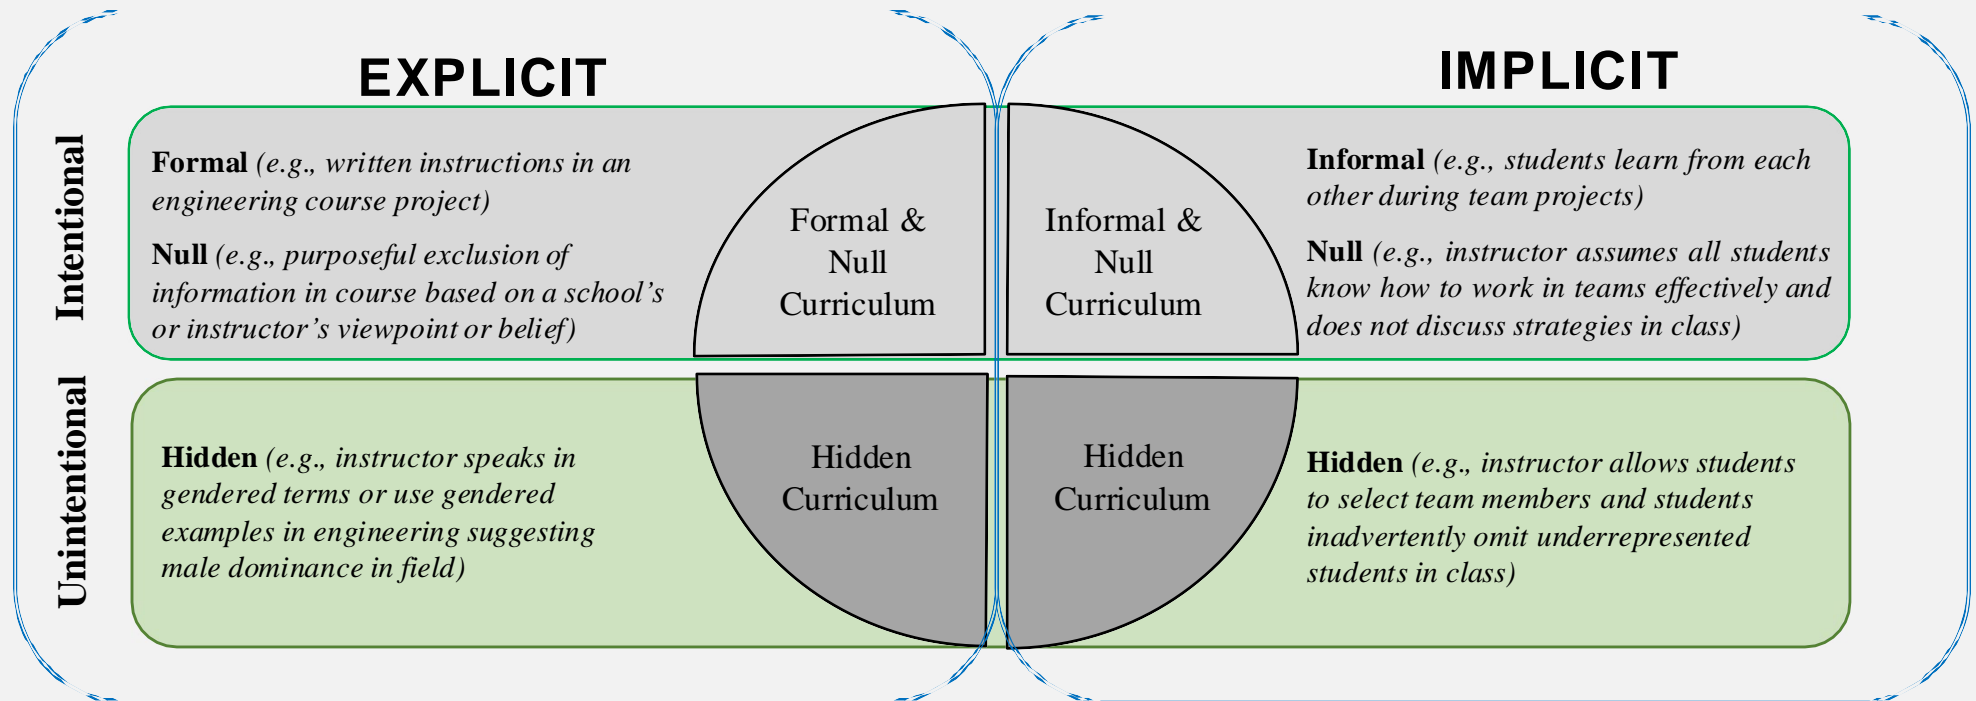 EXPLICIT
IMPLICIT
Intentional
Formal (e.g., written instructions in an
engineering course project)
Null (e.g., purposeful exclusion of
information in course based on a school’s
or instructor’s viewpoint or belief)
Formal &
Null
Curriculum
Informal &
Null
Curriculum
Informal (e.g., students learn from each
other during team projects)
Null (e.g., instructor assumes all students
know how to work in teams effectively and
does not discuss strategies in class)
Unintentional
Hidden (e.g., instructor speaks in
gendered terms or use gendered
examples in engineering suggesting
male dominance in field)
Hidden
Curriculum
Hidden
Curriculum
Hidden (e.g., instructor allows students
to select team members and students
inadvertently omit underrepresented
students in class)